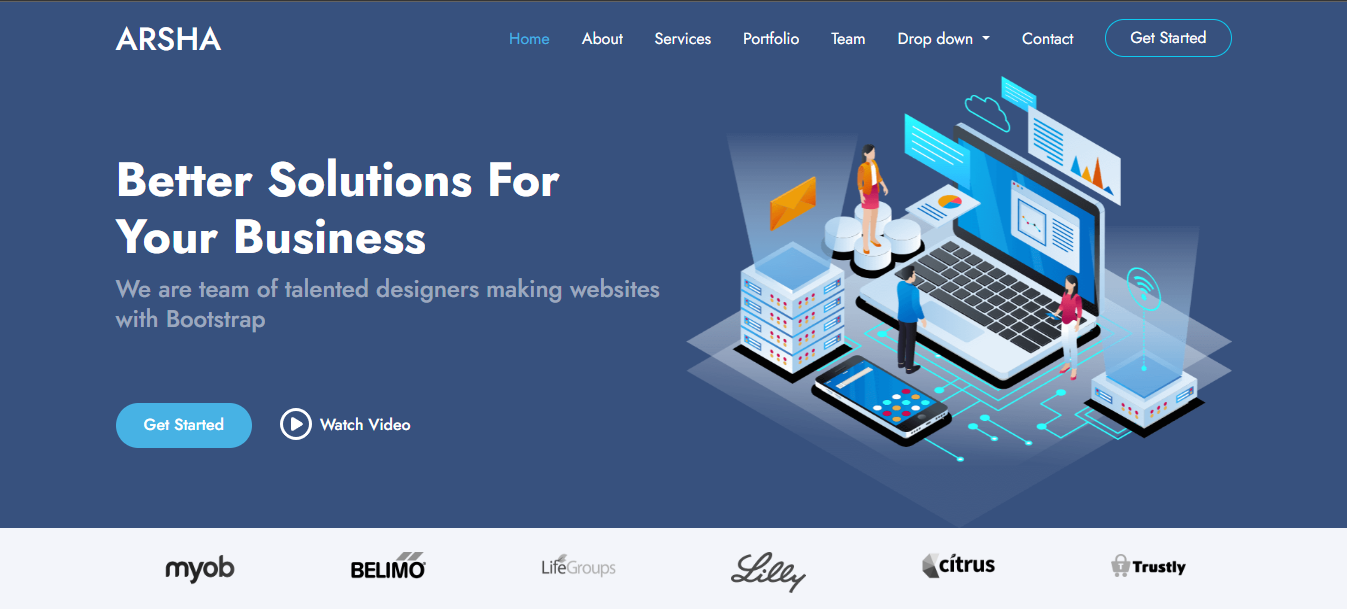 ARSHA
Home
About
Services
Portfolio
Team
Drop down
Contact
Get Started
Better Solutions For
Your Business
We are team of talented designers making websites
with Bootstrap
Get Started
Watch Video
myob
BELIMO
LifeGroups
Lilly
citrus
Trustly